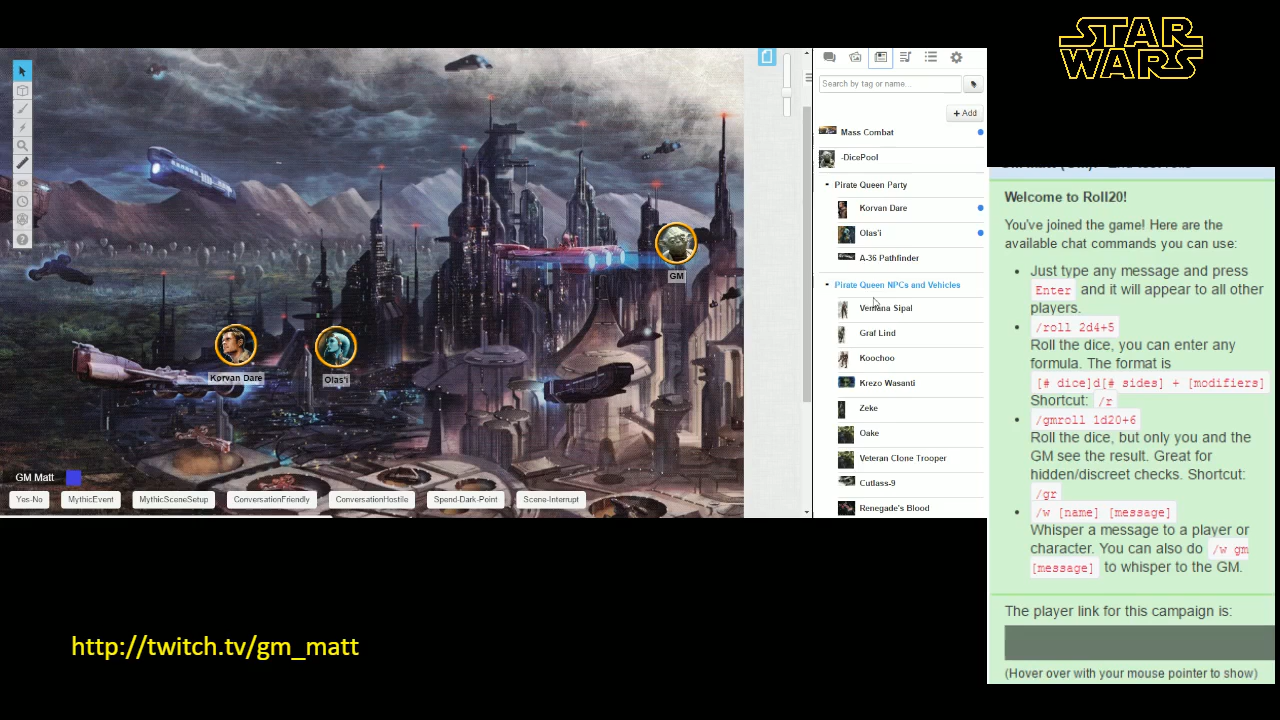 STAR
WARS
Search by tag or name...
+ Add
Mass Combat
-DicePool
Pirate Queen Party
Korvan Dare
Olas'i
A-36 Pathfinder
Pirate Queen NPCs and Vehicles
Vemana Sipal
Graf Lind
Koochoo
Krezo Wasanti
Zeke
Oake
Veteran Clone Trooper
Cutlass-9
Renegade's Blood
GM
Korvan Dare
Olas'i
GM Matt
Yes-No
MythicEvent
MythicSceneSetup
ConversationFriendly
ConversationHostile
Spend-Dark-Point
Scene-Interrupt
Welcome to Roll20!
You've joined the game! Here are the
available chat commands you can use:
Just type any message and press
Enter and it will appear to all other
players.
/roll 2d4+5
Roll the dice, you can enter any
formula. The format is
[# dice]d[# sides] + [modifiers]
Shortcut: /r
/gmroll 1d20+6
Roll the dice, but only you and the
GM see the result. Great for
hidden/discreet checks. Shortcut:
/gr
/w [name] [message]
Whisper a message to a player or
character. You can also do /w gm
[message] to whisper to the GM.
The player link for this campaign is:
(Hover over with your mouse pointer to show)
http://twitch.tv/gm_matt